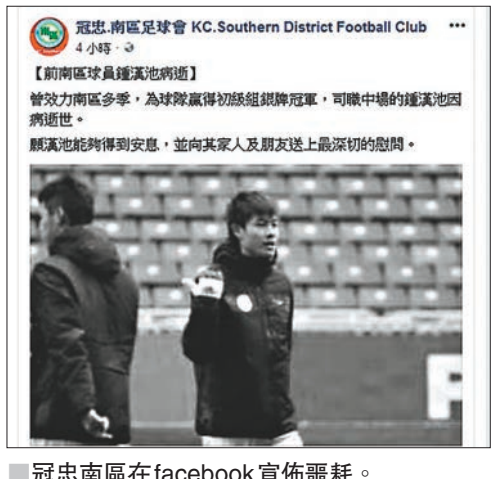 冠忠.南區足球會 KC.Southern District Football Club
4 小時
【前南區球員鍾漢池病逝】
曾效力南區多季，為球隊贏得初級組銀牌冠軍，司職中場的鍾漢池因
病逝世。
願漢池能夠得到安息，並向其家人及朋友送上最深切的慰問。
冠忠南區在facebook宣佈噩耗。